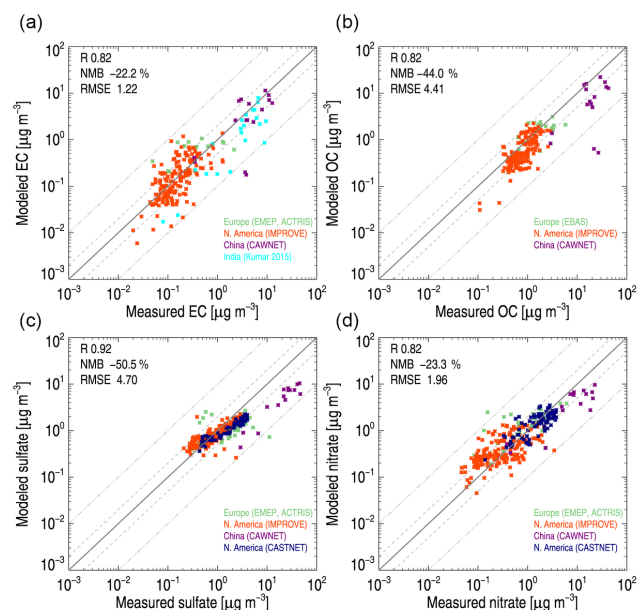 (a)
R 0.82
NMB −22.2 %
RMSE 1.22
Europe (EMEP, ACTRIS)
N. America (IMPROVE)
China (CAWNET)
India (Kumar 2015)
Modeled EC [µg m⁻³]
10² 10¹ 10⁰ 10⁻¹ 10⁻² 10⁻³
10⁻³ 10⁻² 10⁻¹ 10⁰ 10¹ 10²
Measured EC [µg m⁻³]
(b)
R 0.82
NMB −44.0 %
RMSE 4.41
Europe (EBAS)
N. America (IMPROVE)
China (CAWNET)
Modeled OC [µg m⁻³]
10² 10¹ 10⁰ 10⁻¹ 10⁻² 10⁻³
10⁻³ 10⁻² 10⁻¹ 10⁰ 10¹ 10²
Measured OC [µg m⁻³]
(c)
R 0.92
NMB −50.5 %
RMSE 4.70
Europe (EMEP, ACTRIS)
N. America (IMPROVE)
China (CAWNET)
N. America (CASTNET)
Modeled sulfate [µg m⁻³]
10² 10¹ 10⁰ 10⁻¹ 10⁻² 10⁻³
10⁻³ 10⁻² 10⁻¹ 10⁰ 10¹ 10²
Measured sulfate [µg m⁻³]
(d)
R 0.82
NMB −23.3 %
RMSE 1.96
Europe (EMEP, ACTRIS)
N. America (IMPROVE)
China (CAWNET)
N. America (CASTNET)
Modeled nitrate [µg m⁻³]
10² 10¹ 10⁰ 10⁻¹ 10⁻² 10⁻³
10⁻³ 10⁻² 10⁻¹ 10⁰ 10¹ 10²
Measured nitrate [µg m⁻³]